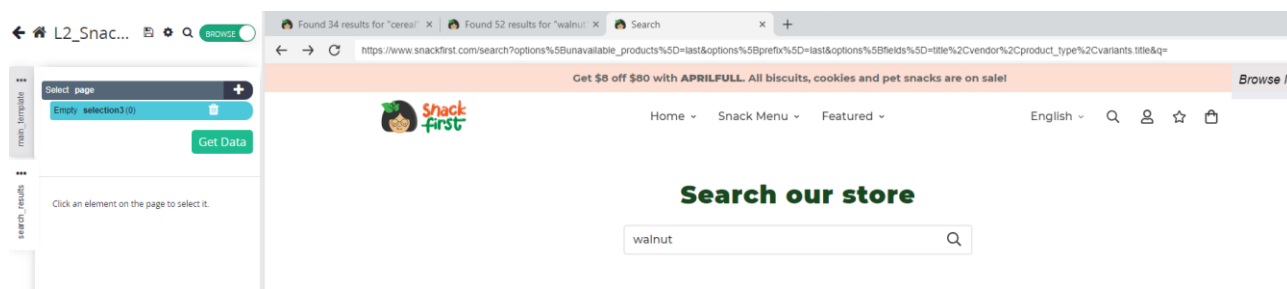 L2_Snac... BROWSE
main_template
search_results
Select page
Empty selection3 (0)
Get Data
Click an element on the page to select it.
Found 34 results for "cereal" Found 52 results for "walnut" Search
https://www.snackfirst.com/search?options%5Bunavailable_products%5D=last&options%5Bprefix%5D=last&options%5Bfields%5D=title%2Cvendor%2Cproduct_type%2Cvariants.title&q=
Get $8 off $80 with APRILFULL. All biscuits, cookies and pet snacks are on sale!
Browse
snack
first
Home Snack Menu Featured English
Search our store
walnut